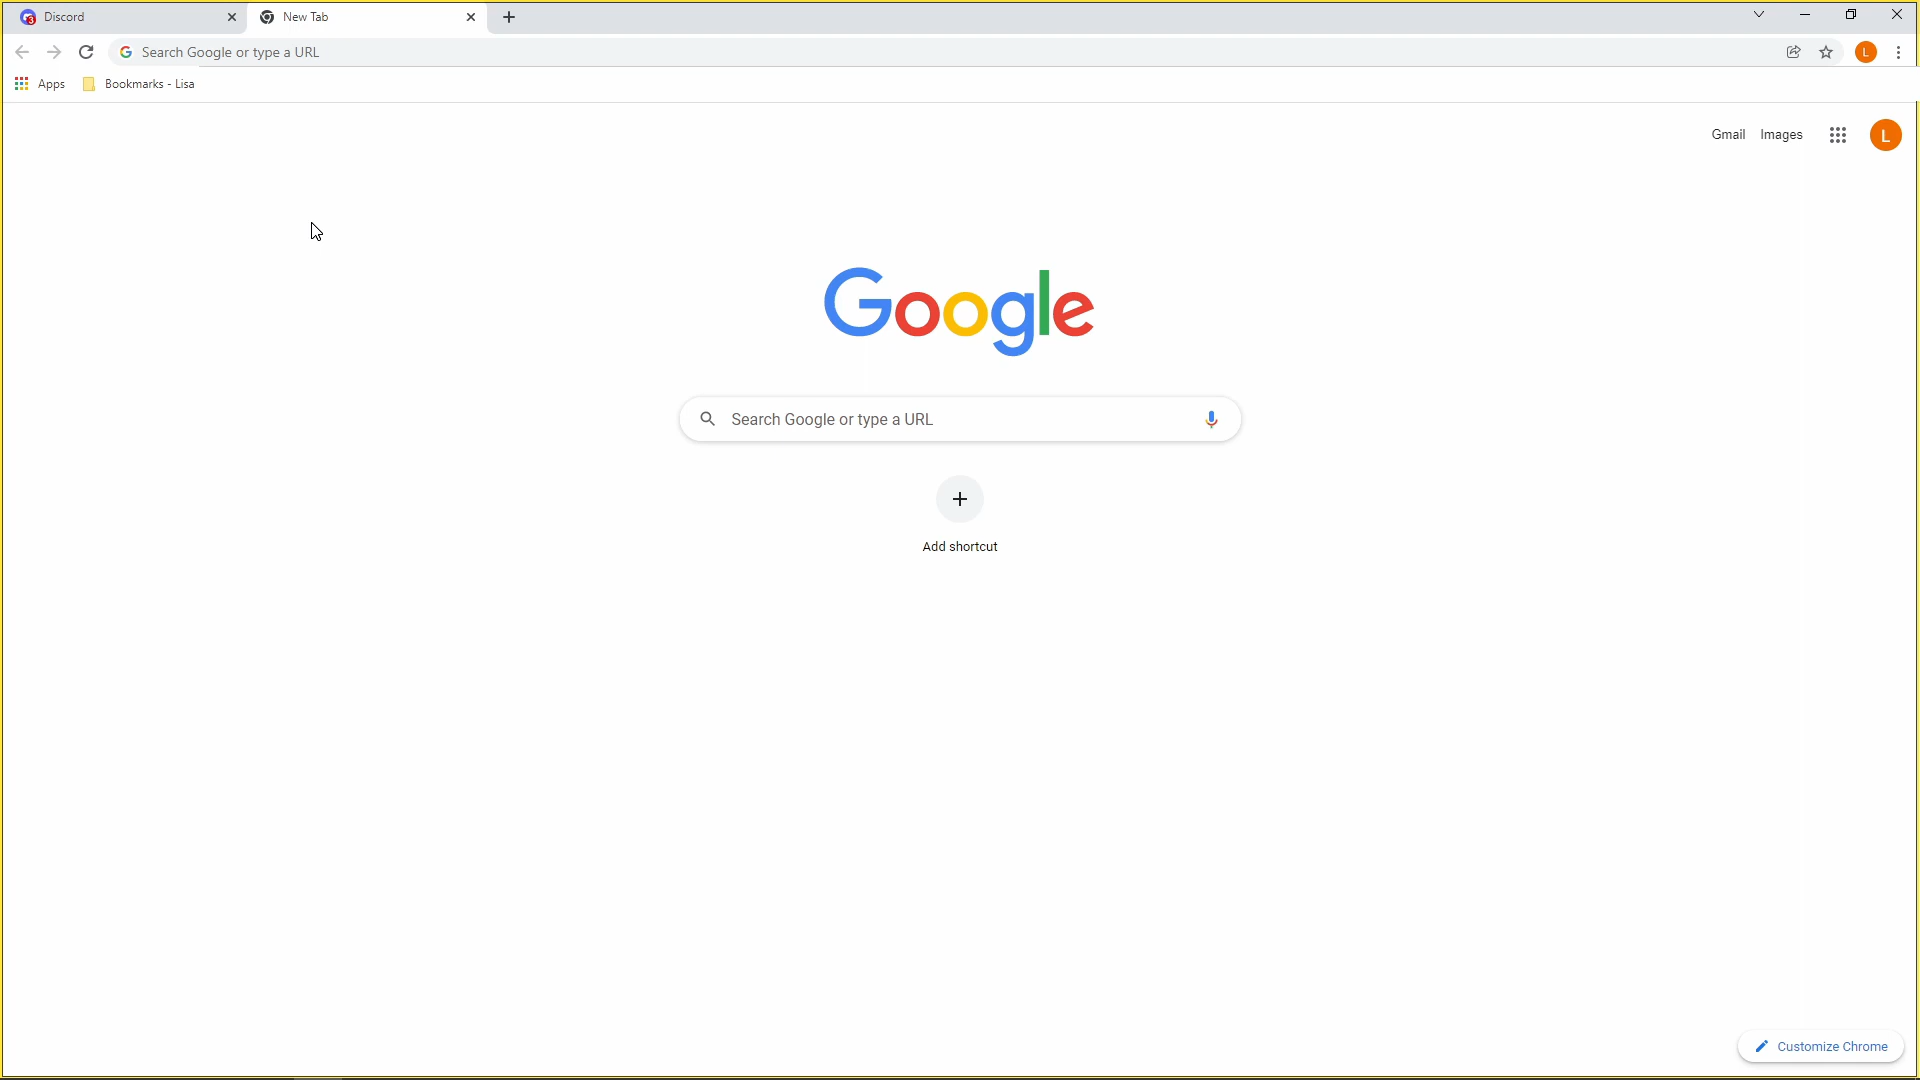 3 Discord
New Tab
Search Google or type a URL
L
Apps
Bookmarks - Lisa
Gmail Images
L
Google
Search Google or type a URL
Add shortcut
Customize Chrome